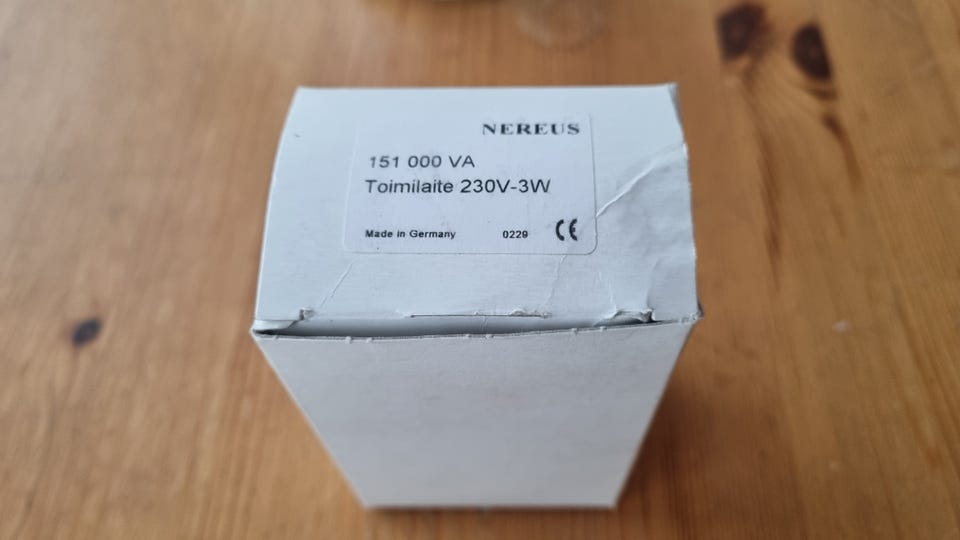 NEREUS
151 000 VA
Toimilaite 230V-3W
Made in Germany 0229 CE